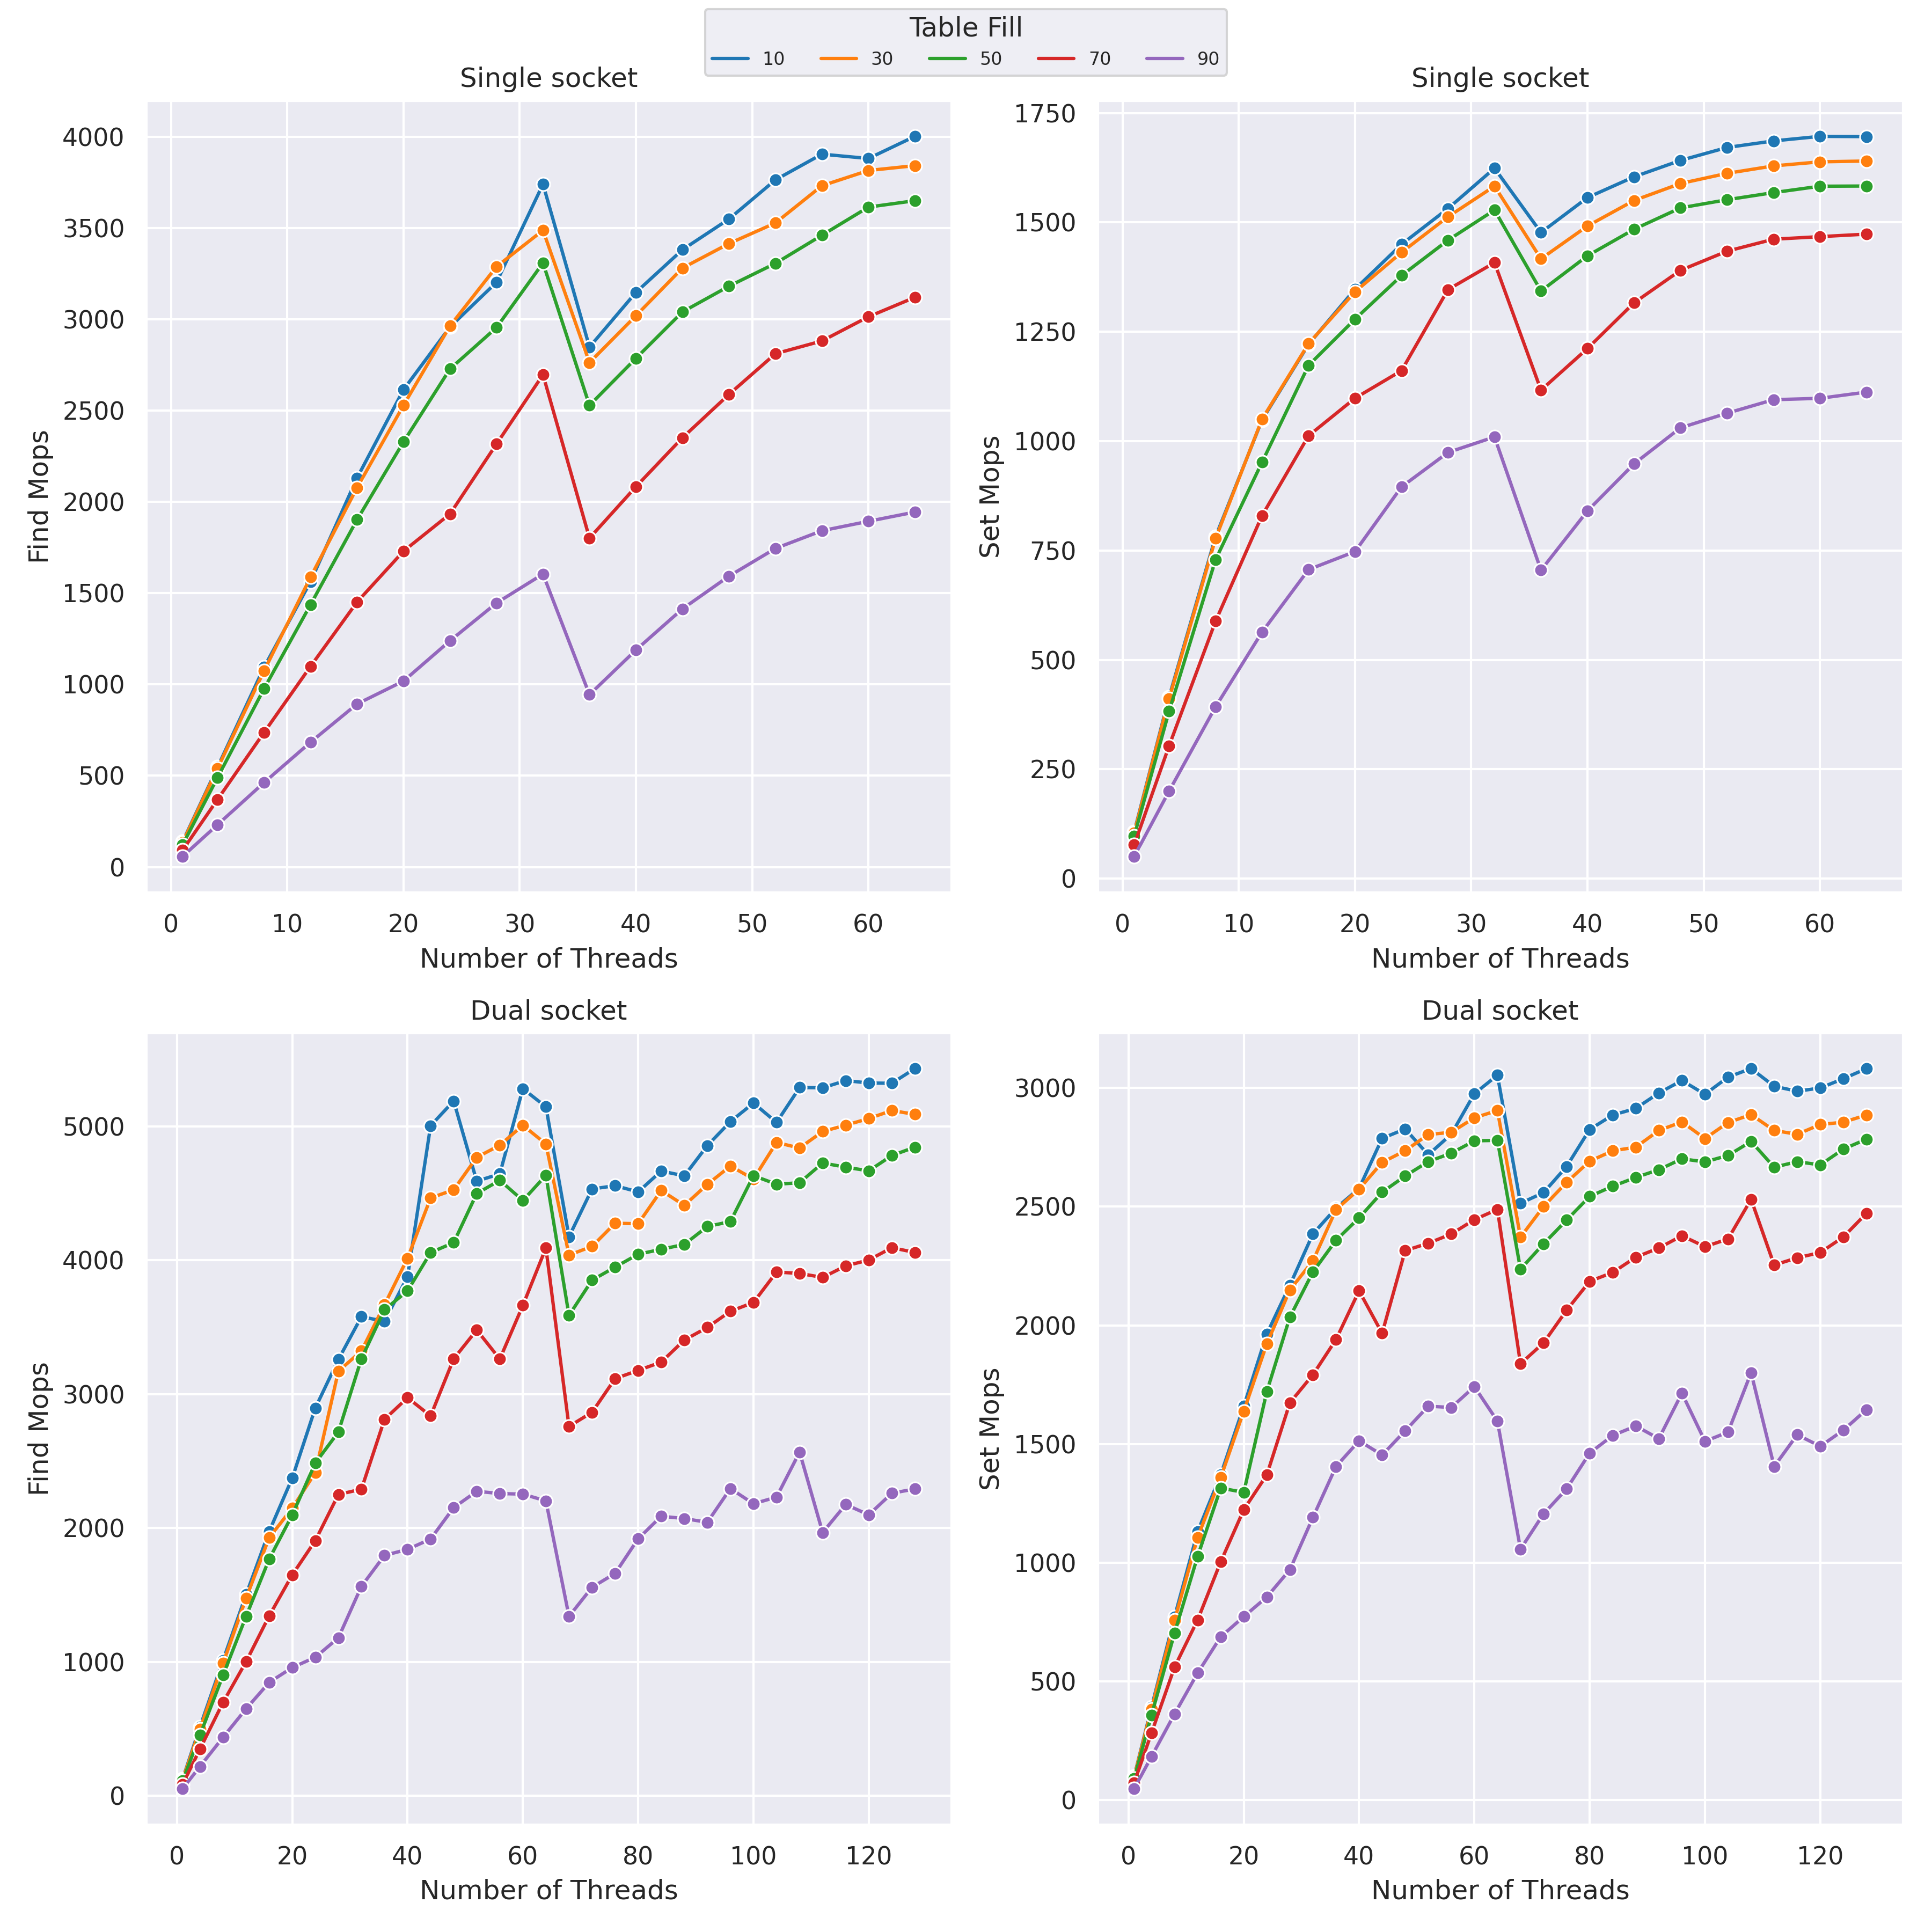 Table Fill
10 30 50 70 90
Single socket
4000
3500
3000
2500
2000
1500
1000
500
0
Find Mops
0 10 20 30 40 50 60
Number of Threads
Single socket
1750
1500
1250
1000
750
500
250
0
Set Mops
0 10 20 30 40 50 60
Number of Threads
Dual socket
5000
4000
3000
2000
1000
0
Find Mops
0 20 40 60 80 100 120
Number of Threads
Dual socket
3000
2500
2000
1500
1000
500
0
Set Mops
0 20 40 60 80 100 120
Number of Threads